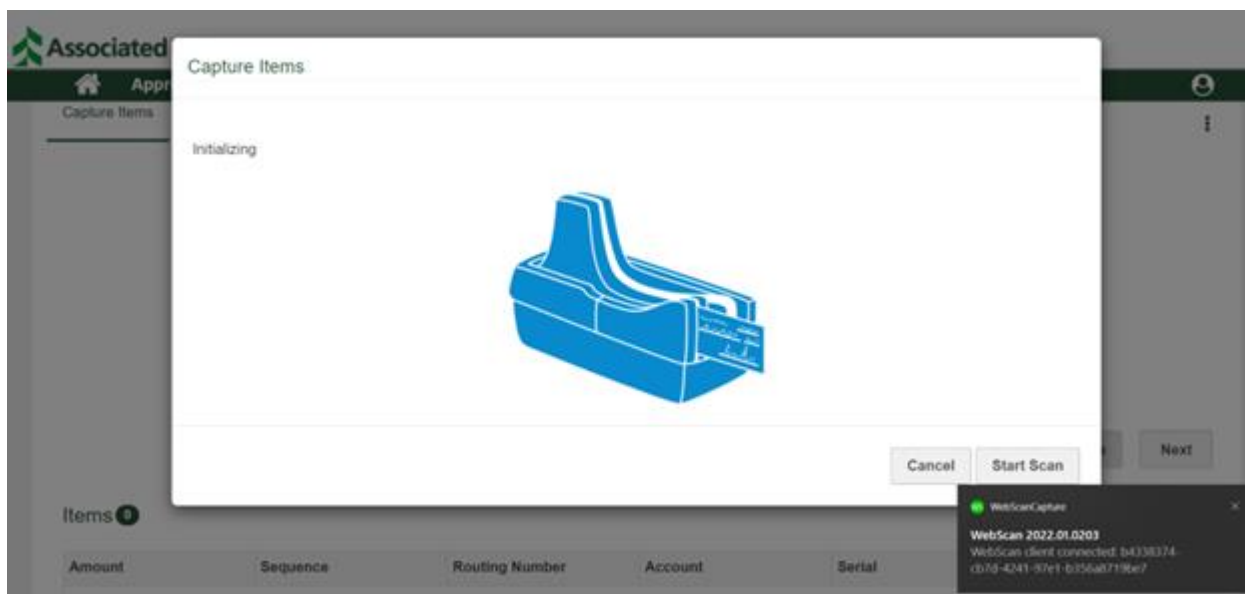 Associated
Appr
Capture Items
Capture Items
Initializing
Cancel
Start Scan
Next
Items 0
Amount
Sequence
Routing Number
Account
Serial
WebScanCapture
WebScan 2022.01.0203
WebScan client connected: b4338374-
cb7d-4241-97e1-b356a8719be7